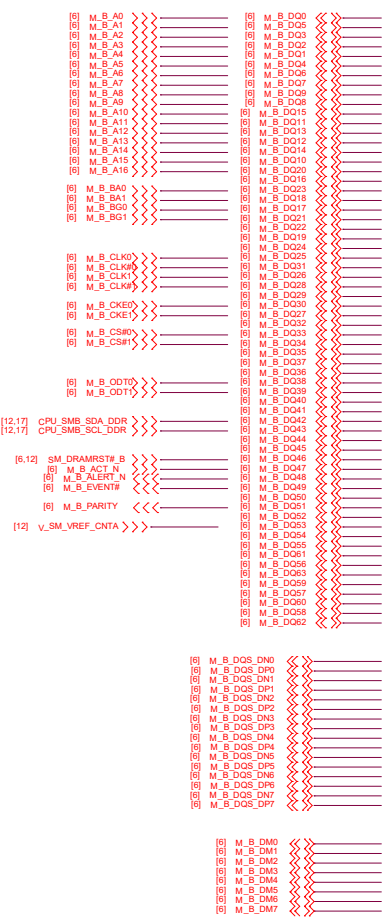 [6] M_B_A0
[6] M_B_A1
[6] M_B_A2
[6] M_B_A3
[6] M_B_A4
[6] M_B_A5
[6] M_B_A6
[6] M_B_A7
[6] M_B_A8
[6] M_B_A9
[6] M_B_A10
[6] M_B_A11
[6] M_B_A12
[6] M_B_A13
[6] M_B_A14
[6] M_B_A15
[6] M_B_A16
[6] M_B_BA0
[6] M_B_BA1
[6] M_B_BG0
[6] M_B_BG1
[6] M_B_CLK0
[6] M_B_CLK#0
[6] M_B_CLK1
[6] M_B_CLK#1
[6] M_B_CKE0
[6] M_B_CKE1
[6] M_B_CS#0
[6] M_B_CS#1
[6] M_B_ODT0
[6] M_B_ODT1
[12,17] CPU_SMB_SDA_DDR
[12,17] CPU_SMB_SCL_DDR
[6,12] SM_DRAMRST#_B
[6] M_B_ACT_N
[6] M_B_ALERT_N
[6] M_B_EVENT#
[6] M_B_PARITY
[12] V_SM_VREF_CNTA
[6] M_B_DQ0
[6] M_B_DQ5
[6] M_B_DQ3
[6] M_B_DQ2
[6] M_B_DQ1
[6] M_B_DQ4
[6] M_B_DQ6
[6] M_B_DQ7
[6] M_B_DQ9
[6] M_B_DQ8
[6] M_B_DQ15
[6] M_B_DQ11
[6] M_B_DQ13
[6] M_B_DQ12
[6] M_B_DQ14
[6] M_B_DQ10
[6] M_B_DQ20
[6] M_B_DQ16
[6] M_B_DQ23
[6] M_B_DQ18
[6] M_B_DQ17
[6] M_B_DQ21
[6] M_B_DQ22
[6] M_B_DQ19
[6] M_B_DQ24
[6] M_B_DQ25
[6] M_B_DQ31
[6] M_B_DQ26
[6] M_B_DQ28
[6] M_B_DQ29
[6] M_B_DQ30
[6] M_B_DQ27
[6] M_B_DQ32
[6] M_B_DQ33
[6] M_B_DQ34
[6] M_B_DQ35
[6] M_B_DQ37
[6] M_B_DQ36
[6] M_B_DQ38
[6] M_B_DQ39
[6] M_B_DQ40
[6] M_B_DQ41
[6] M_B_DQ42
[6] M_B_DQ43
[6] M_B_DQ44
[6] M_B_DQ45
[6] M_B_DQ46
[6] M_B_DQ47
[6] M_B_DQ48
[6] M_B_DQ49
[6] M_B_DQ50
[6] M_B_DQ51
[6] M_B_DQ52
[6] M_B_DQ53
[6] M_B_DQ54
[6] M_B_DQ55
[6] M_B_DQ61
[6] M_B_DQ56
[6] M_B_DQ63
[6] M_B_DQ59
[6] M_B_DQ57
[6] M_B_DQ60
[6] M_B_DQ58
[6] M_B_DQ62
[6] M_B_DQS_DN0
[6] M_B_DQS_DP0
[6] M_B_DQS_DN1
[6] M_B_DQS_DP1
[6] M_B_DQS_DN2
[6] M_B_DQS_DP2
[6] M_B_DQS_DN3
[6] M_B_DQS_DP3
[6] M_B_DQS_DN4
[6] M_B_DQS_DP4
[6] M_B_DQS_DN5
[6] M_B_DQS_DP5
[6] M_B_DQS_DN6
[6] M_B_DQS_DP6
[6] M_B_DQS_DN7
[6] M_B_DQS_DP7
[6] M_B_DM0
[6] M_B_DM1
[6] M_B_DM2
[6] M_B_DM3
[6] M_B_DM4
[6] M_B_DM5
[6] M_B_DM6
[6] M_B_DM7